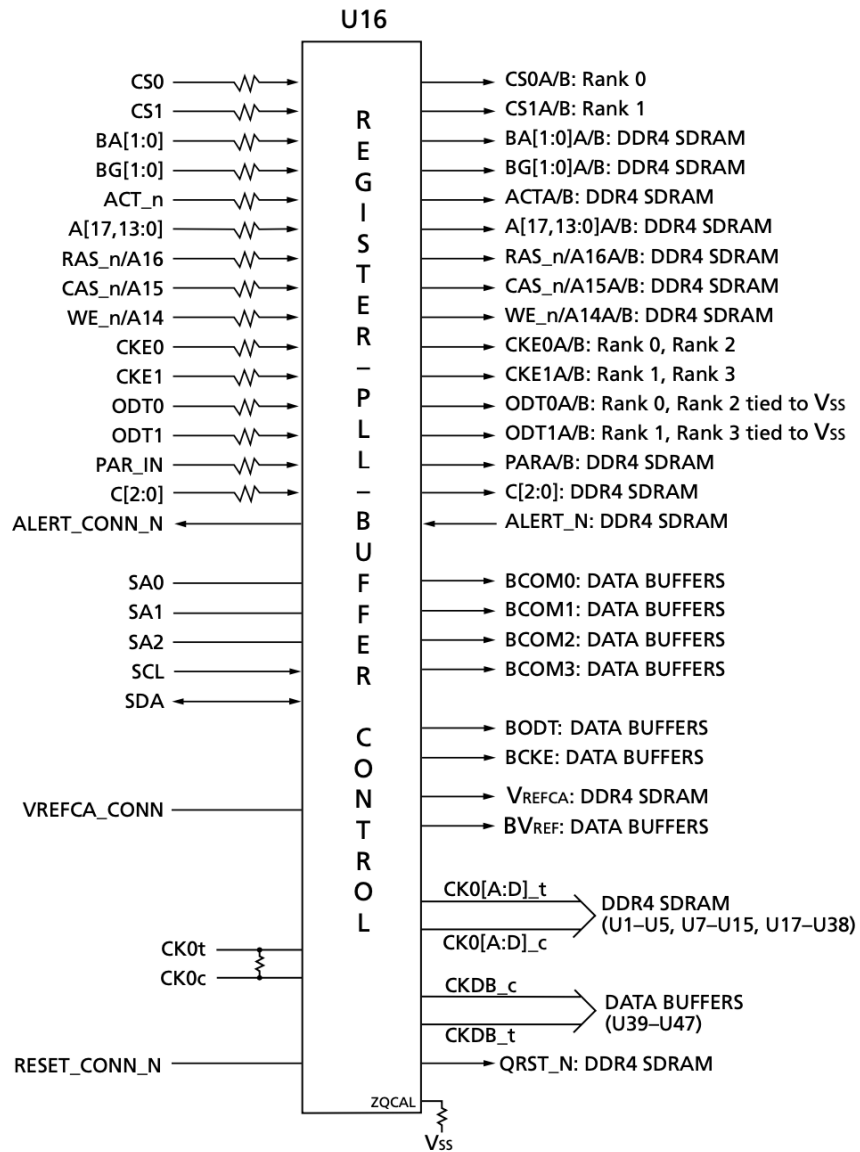 U16
CS0
CS1
BA[1:0]
BG[1:0]
ACT_n
A[17,13:0]
RAS_n/A16
CAS_n/A15
WE_n/A14
CKE0
CKE1
ODT0
ODT1
PAR_IN
C[2:0]
ALERT_CONN_N
SA0
SA1
SA2
SCL
SDA
VREFCA_CONN
CK0t
CK0c
RESET_CONN_N
REGISTER–PLL–BUFFER CONTROL
ZQCAL
CS0A/B: Rank 0
CS1A/B: Rank 1
BA[1:0]A/B: DDR4 SDRAM
BG[1:0]A/B: DDR4 SDRAM
ACTA/B: DDR4 SDRAM
A[17,13:0]A/B: DDR4 SDRAM
RAS_n/A16A/B: DDR4 SDRAM
CAS_n/A15A/B: DDR4 SDRAM
WE_n/A14A/B: DDR4 SDRAM
CKE0A/B: Rank 0, Rank 2
CKE1A/B: Rank 1, Rank 3
ODT0A/B: Rank 0, Rank 2 tied to VSS
ODT1A/B: Rank 1, Rank 3 tied to VSS
PARA/B: DDR4 SDRAM
C[2:0]: DDR4 SDRAM
ALERT_N: DDR4 SDRAM
BCOM0: DATA BUFFERS
BCOM1: DATA BUFFERS
BCOM2: DATA BUFFERS
BCOM3: DATA BUFFERS
BODT: DATA BUFFERS
BCKE: DATA BUFFERS
VREFCA: DDR4 SDRAM
BVREF: DATA BUFFERS
CK0[A:D]_t
CK0[A:D]_c
DDR4 SDRAM
(U1–U5, U7–U15, U17–U38)
CKDB_c
CKDB_t
DATA BUFFERS
(U39–U47)
QRST_N: DDR4 SDRAM
VSS